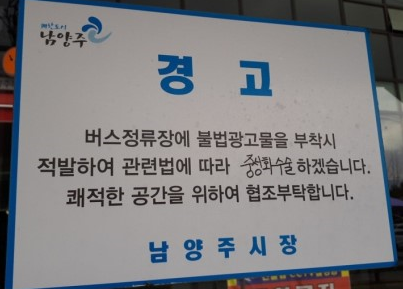 남양주
경고
버스정류장에 불법광고물을 부착시
적발하여 관련법에 따라 중성화수술하겠습니다.
쾌적한 공간을 위하여 협조부탁합니다.
남양주시장